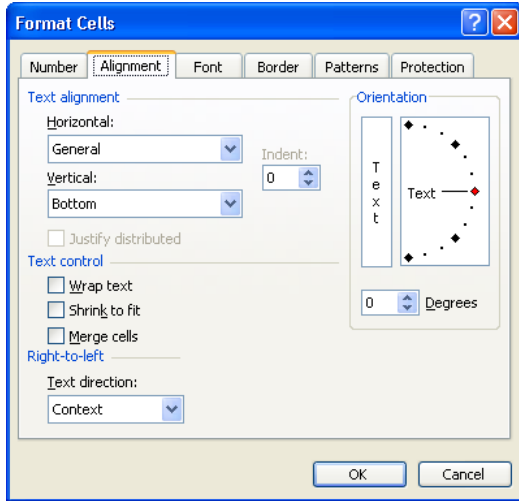 Format Cells
Number Alignment Font Border Patterns Protection
Text alignment
Horizontal:
General
Indent:
0
Vertical:
Bottom
Justify distributed
Text control
Wrap text
Shrink to fit
Merge cells
Right-to-left
Text direction:
Context
Orientation
Text
Text
0 Degrees
OK Cancel